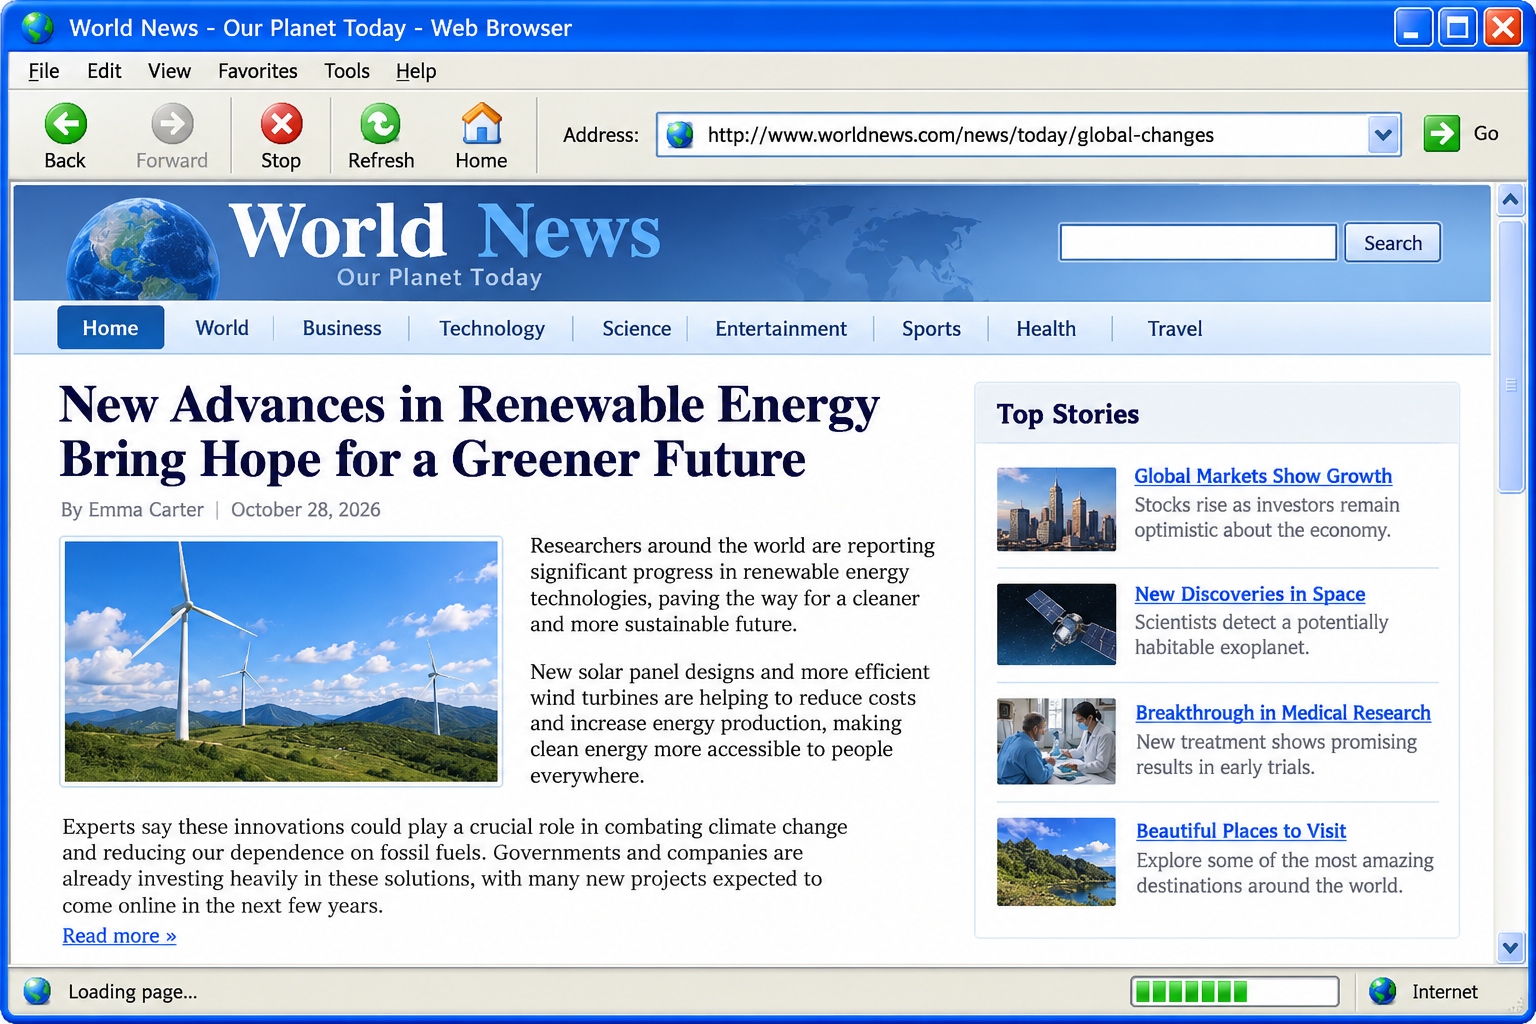 World News - Our Planet Today - Web Browser
File Edit View Favorites Tools Help
Back Forward Stop Refresh Home Address: http://www.worldnews.com/news/today/global-changes Go
World News
Our Planet Today
Search
Home World Business Technology Science Entertainment Sports Health Travel
New Advances in Renewable Energy
Bring Hope for a Greener Future
By Emma Carter | October 28, 2026
Researchers around the world are reporting
significant progress in renewable energy
technologies, paving the way for a cleaner
and more sustainable future.
New solar panel designs and more efficient
wind turbines are helping to reduce costs
and increase energy production, making
clean energy more accessible to people
everywhere.
Experts say these innovations could play a crucial role in combating climate change
and reducing our dependence on fossil fuels. Governments and companies are
already investing heavily in these solutions, with many new projects expected to
come online in the next few years.
Read more »
Top Stories
Global Markets Show Growth
Stocks rise as investors remain
optimistic about the economy.
New Discoveries in Space
Scientists detect a potentially
habitable exoplanet.
Breakthrough in Medical Research
New treatment shows promising
results in early trials.
Beautiful Places to Visit
Explore some of the most amazing
destinations around the world.
Loading page... Internet